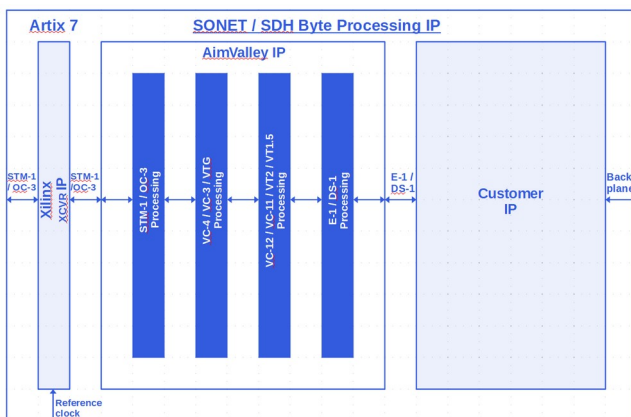 Artix 7
SONET / SDH Byte Processing IP
AimValley IP
STM-1
/ OC-3
Xilinx
XCVR IP
STM-1
/OC-3
STM-1 / OC-3
Processing
VC-4 / VC-3 / VTG
Processing
VC-12 / VC-11 / VT2 / VT1.5
Processing
E-1 / DS-1
Processing
E-1 /
DS-1
Customer
IP
Back
plane
Reference
clock